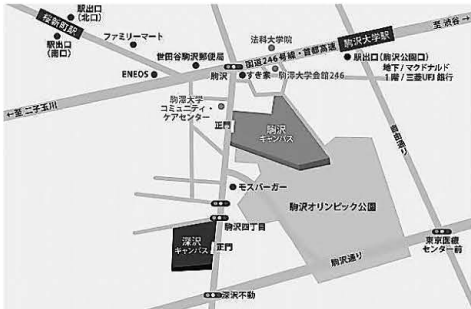 駅出口
(北口)
桜新町駅
駅出口
(南口)
ファミリーマート
世田谷駒沢郵便局
ENEOS
駒沢
法科大学院
国道246号線・首都高速
駒沢大学駅
至 渋谷→
すき家
駒澤大学会館246
駅出口(駒沢公園口)
地下/マクドナルド
1階/三菱UFJ 銀行
←至 二子玉川
駒澤大学
コミュニティ・
ケアセンター
正門
駒沢
キャンパス
自由通り
モスバーガー
駒沢オリンピック公園
駒沢四丁目
深沢
キャンパス
正門
駒沢通り
東京医療
センター前
深沢不動